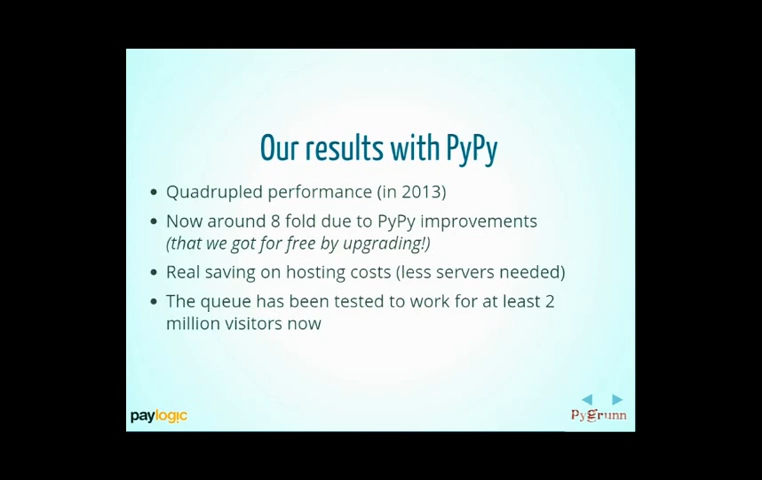 Our results with PyPy
Quadrupled performance (in 2013)
Now around 8 fold due to PyPy improvements
(that we got for free by upgrading!)
Real saving on hosting costs (less servers needed)
The queue has been tested to work for at least 2
million visitors now
paylogic
Pygrunn